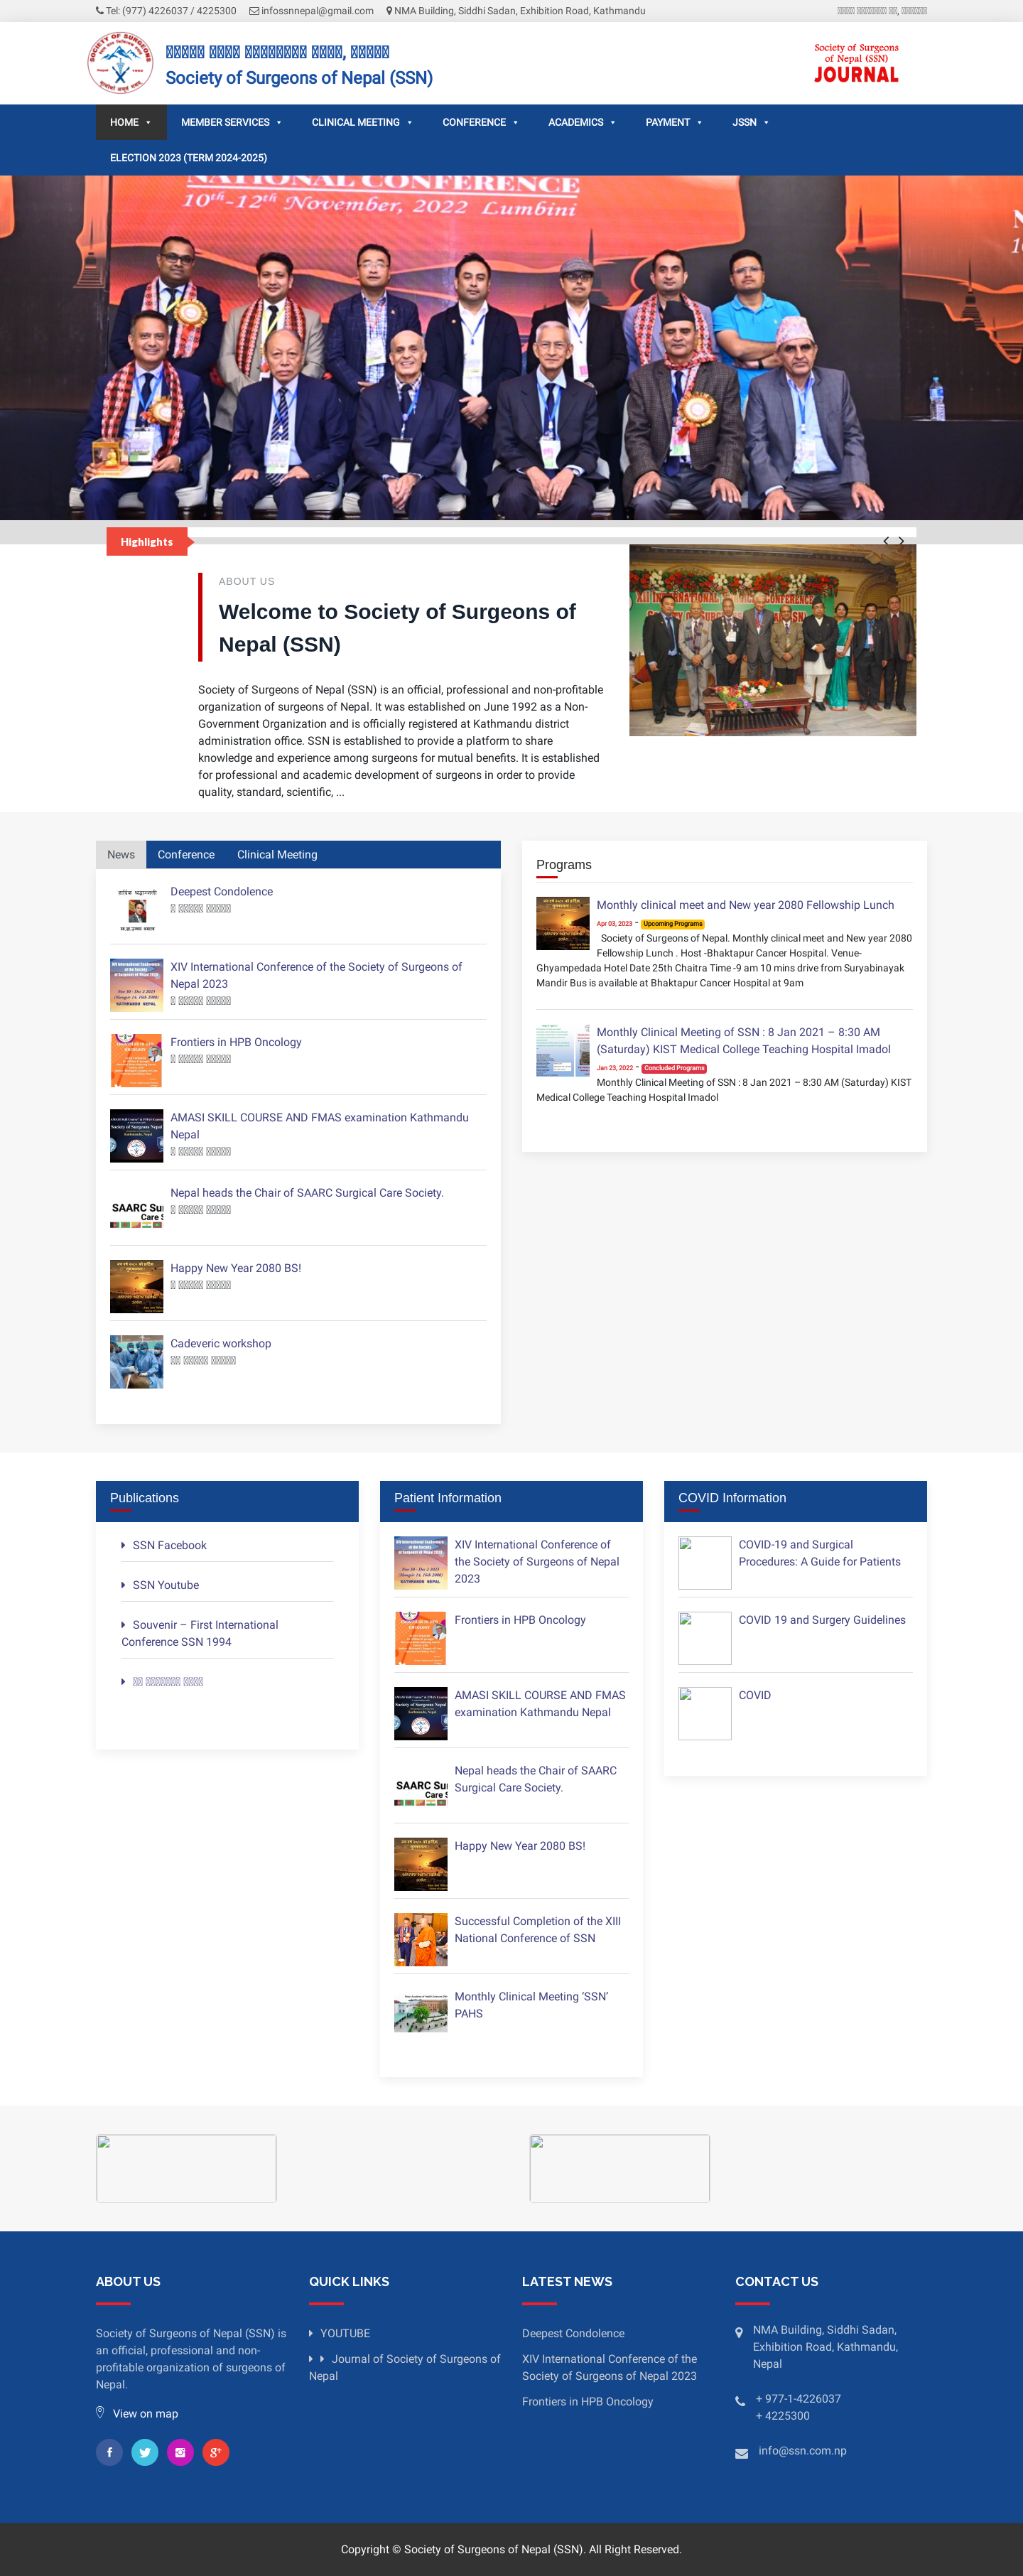 Tel: (977) 4226037 / 4225300 infossnnepal@gmail.com NMA Building, Siddhi Sadan, Exhibition Road, Kathmandu
Society of Surgeons of Nepal (SSN)
Society of Surgeons
of Nepal (SSN)
JOURNAL
HOME MEMBER SERVICES CLINICAL MEETING CONFERENCE ACADEMICS PAYMENT JSSN
ELECTION 2023 (TERM 2024-2025)
NATIONAL CONFERENCE
10th-12th November, 2022, Lumbini
Highlights
ABOUT US
Welcome to Society of Surgeons of
Nepal (SSN)
Society of Surgeons of Nepal (SSN) is an official, professional and non-profitable
organization of surgeons of Nepal. It was established on June 1992 as a Non-
Government Organization and is officially registered at Kathmandu district
administration office. SSN is established to provide a platform to share
knowledge and experience among surgeons for mutual benefits. It is established
for professional and academic development of surgeons in order to provide
quality, standard, scientific, ...
News Conference Clinical Meeting
Deepest Condolence
XIV International Conference of the Society of Surgeons of
Nepal 2023
Frontiers in HPB Oncology
AMASI SKILL COURSE AND FMAS examination Kathmandu
Nepal
Nepal heads the Chair of SAARC Surgical Care Society.
Happy New Year 2080 BS!
Cadeveric workshop
Programs
Monthly clinical meet and New year 2080 Fellowship Lunch
Apr 03, 2023 - Upcoming Programs
Society of Surgeons of Nepal. Monthly clinical meet and New year 2080
Fellowship Lunch . Host -Bhaktapur Cancer Hospital. Venue-
Ghyampedada Hotel Date 25th Chaitra Time -9 am 10 mins drive from Suryabinayak
Mandir Bus is available at Bhaktapur Cancer Hospital at 9am
Monthly Clinical Meeting of SSN : 8 Jan 2021 – 8:30 AM
(Saturday) KIST Medical College Teaching Hospital Imadol
Jan 23, 2022 - Concluded Programs
Monthly Clinical Meeting of SSN : 8 Jan 2021 – 8:30 AM (Saturday) KIST
Medical College Teaching Hospital Imadol
Publications
SSN Facebook
SSN Youtube
Souvenir – First International
Conference SSN 1994
Patient Information
XIV International Conference of
the Society of Surgeons of Nepal
2023
Frontiers in HPB Oncology
AMASI SKILL COURSE AND FMAS
examination Kathmandu Nepal
Nepal heads the Chair of SAARC
Surgical Care Society.
Happy New Year 2080 BS!
Successful Completion of the XIII
National Conference of SSN
Monthly Clinical Meeting ‘SSN’
PAHS
COVID Information
COVID-19 and Surgical
Procedures: A Guide for Patients
COVID 19 and Surgery Guidelines
COVID
ABOUT US
Society of Surgeons of Nepal (SSN) is
an official, professional and non-
profitable organization of surgeons of
Nepal.
View on map
QUICK LINKS
YOUTUBE
Journal of Society of Surgeons of
Nepal
LATEST NEWS
Deepest Condolence
XIV International Conference of the
Society of Surgeons of Nepal 2023
Frontiers in HPB Oncology
CONTACT US
NMA Building, Siddhi Sadan,
Exhibition Road, Kathmandu,
Nepal
+ 977-1-4226037
+ 4225300
info@ssn.com.np
Copyright © Society of Surgeons of Nepal (SSN). All Right Reserved.